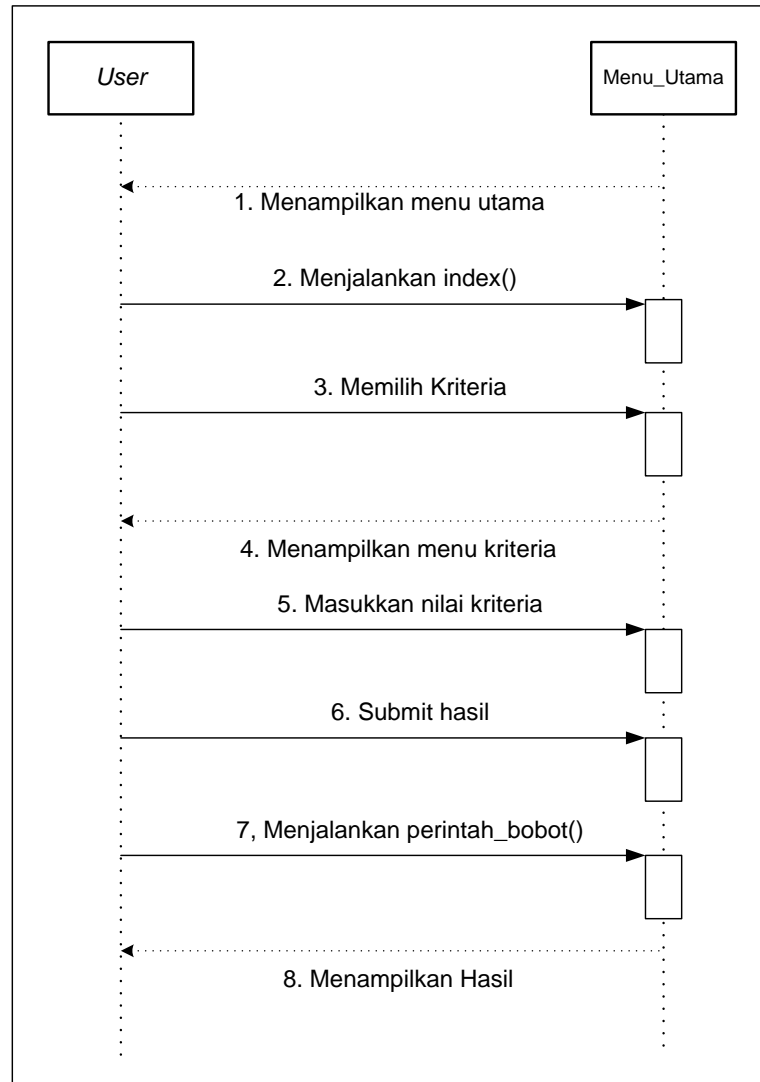 User
Menu_Utama
1. Menampilkan menu utama
2. Menjalankan index()
3. Memilih Kriteria
4. Menampilkan menu kriteria
5. Masukkan nilai kriteria
6. Submit hasil
7, Menjalankan perintah_bobot()
8. Menampilkan Hasil